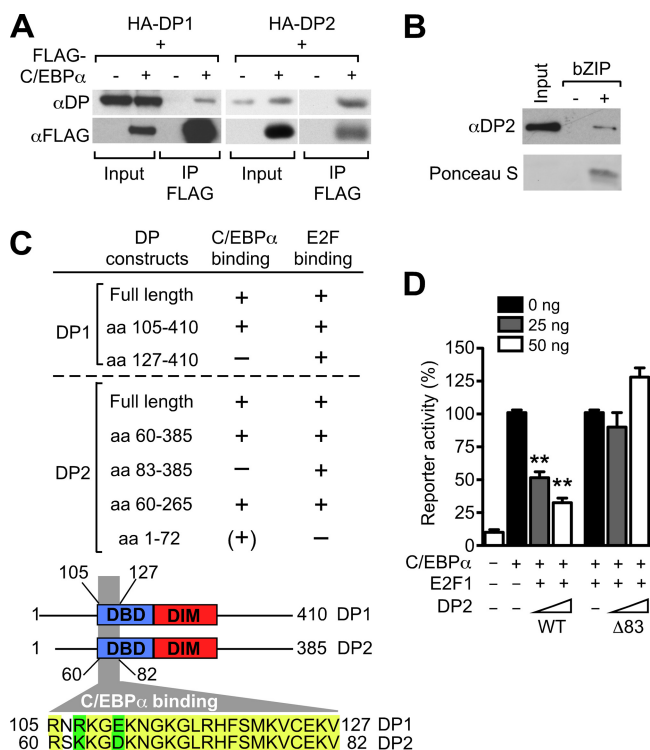 A
HA-DP1
HA-DP2
+
+
FLAG-
C/EBPα
- + - + - + - +
αDP
αFLAG
Input
IP
FLAG
Input
IP
FLAG
B
Input
bZIP
- +
αDP2
Ponceau S
C
DP constructs
C/EBPα binding
E2F binding
DP1
Full length + +
aa 105-410 + +
aa 127-410 − +
DP2
Full length + +
aa 60-385 + +
aa 83-385 − +
aa 60-265 + +
aa 1-72 (+) −
105 127
1 DBD DIM 410 DP1
1 DBD DIM 385 DP2
60 82
C/EBPα binding
105 RNRKGEKNGKGLRHFSMKVCEKV 127 DP1
60 RSKKGDKNGKGLRHFSMKVCEKV 82 DP2
D
0 ng
25 ng
50 ng
Reporter activity (%)
150
125
100
75
50
25
0
**
**
C/EBPα − + + + + + +
E2F1 − − + + + + +
DP2 − − −
WT
Δ83